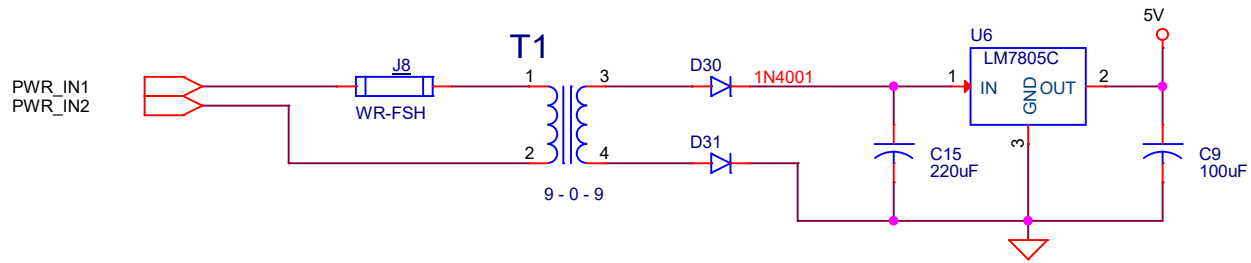 5V
U6
LM7805C
T1
J8
D30
1N4001
PWR_IN1
PWR_IN2
1
3
1
IN
GND
OUT
2
WR-FSH
D31
2
4
3
C15
220uF
C9
100uF
9 - 0 - 9